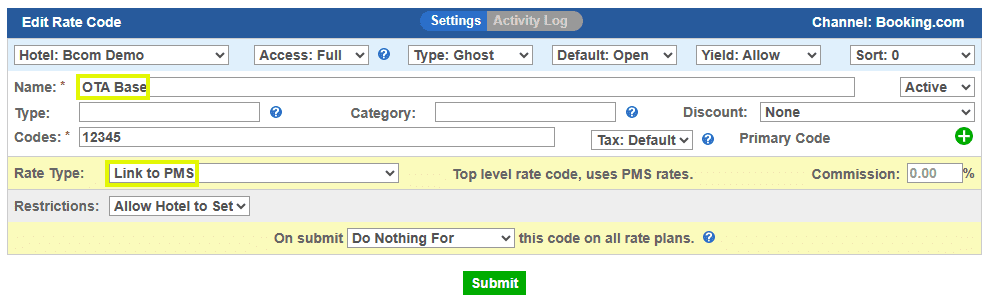 Edit Rate Code Settings Activity Log Channel: Booking.com
Hotel: Bcom Demo Access: Full ? Type: Ghost Default: Open Yield: Allow Sort: 0
Name: * OTA Base Active
Type: ? Category: ? Discount: None
Codes: * 12345 Tax: Default ? Primary Code
Rate Type: Link to PMS Top level rate code, uses PMS rates. Commission: 0.00 %
Restrictions: Allow Hotel to Set
On submit Do Nothing For this code on all rate plans. ?
Submit